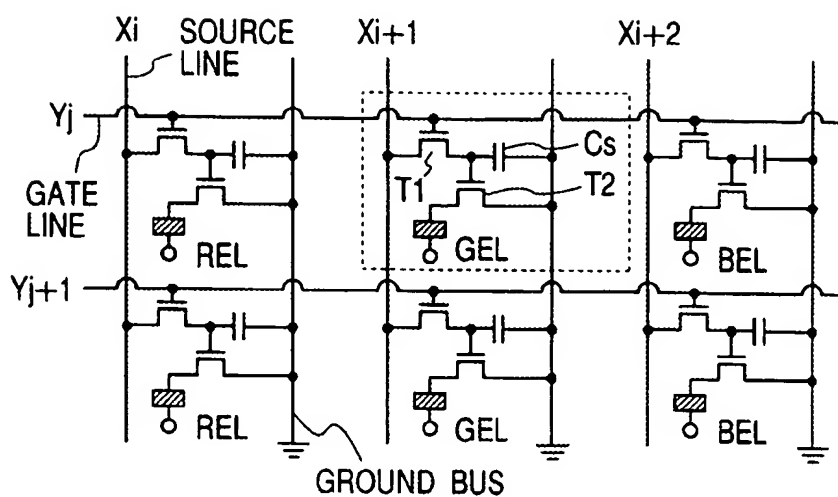 Xi SOURCE LINE Xi+1 Xi+2
Yj
Cs
T1 T2
GATE LINE
REL GEL BEL
Yj+1
REL GEL BEL
GROUND BUS